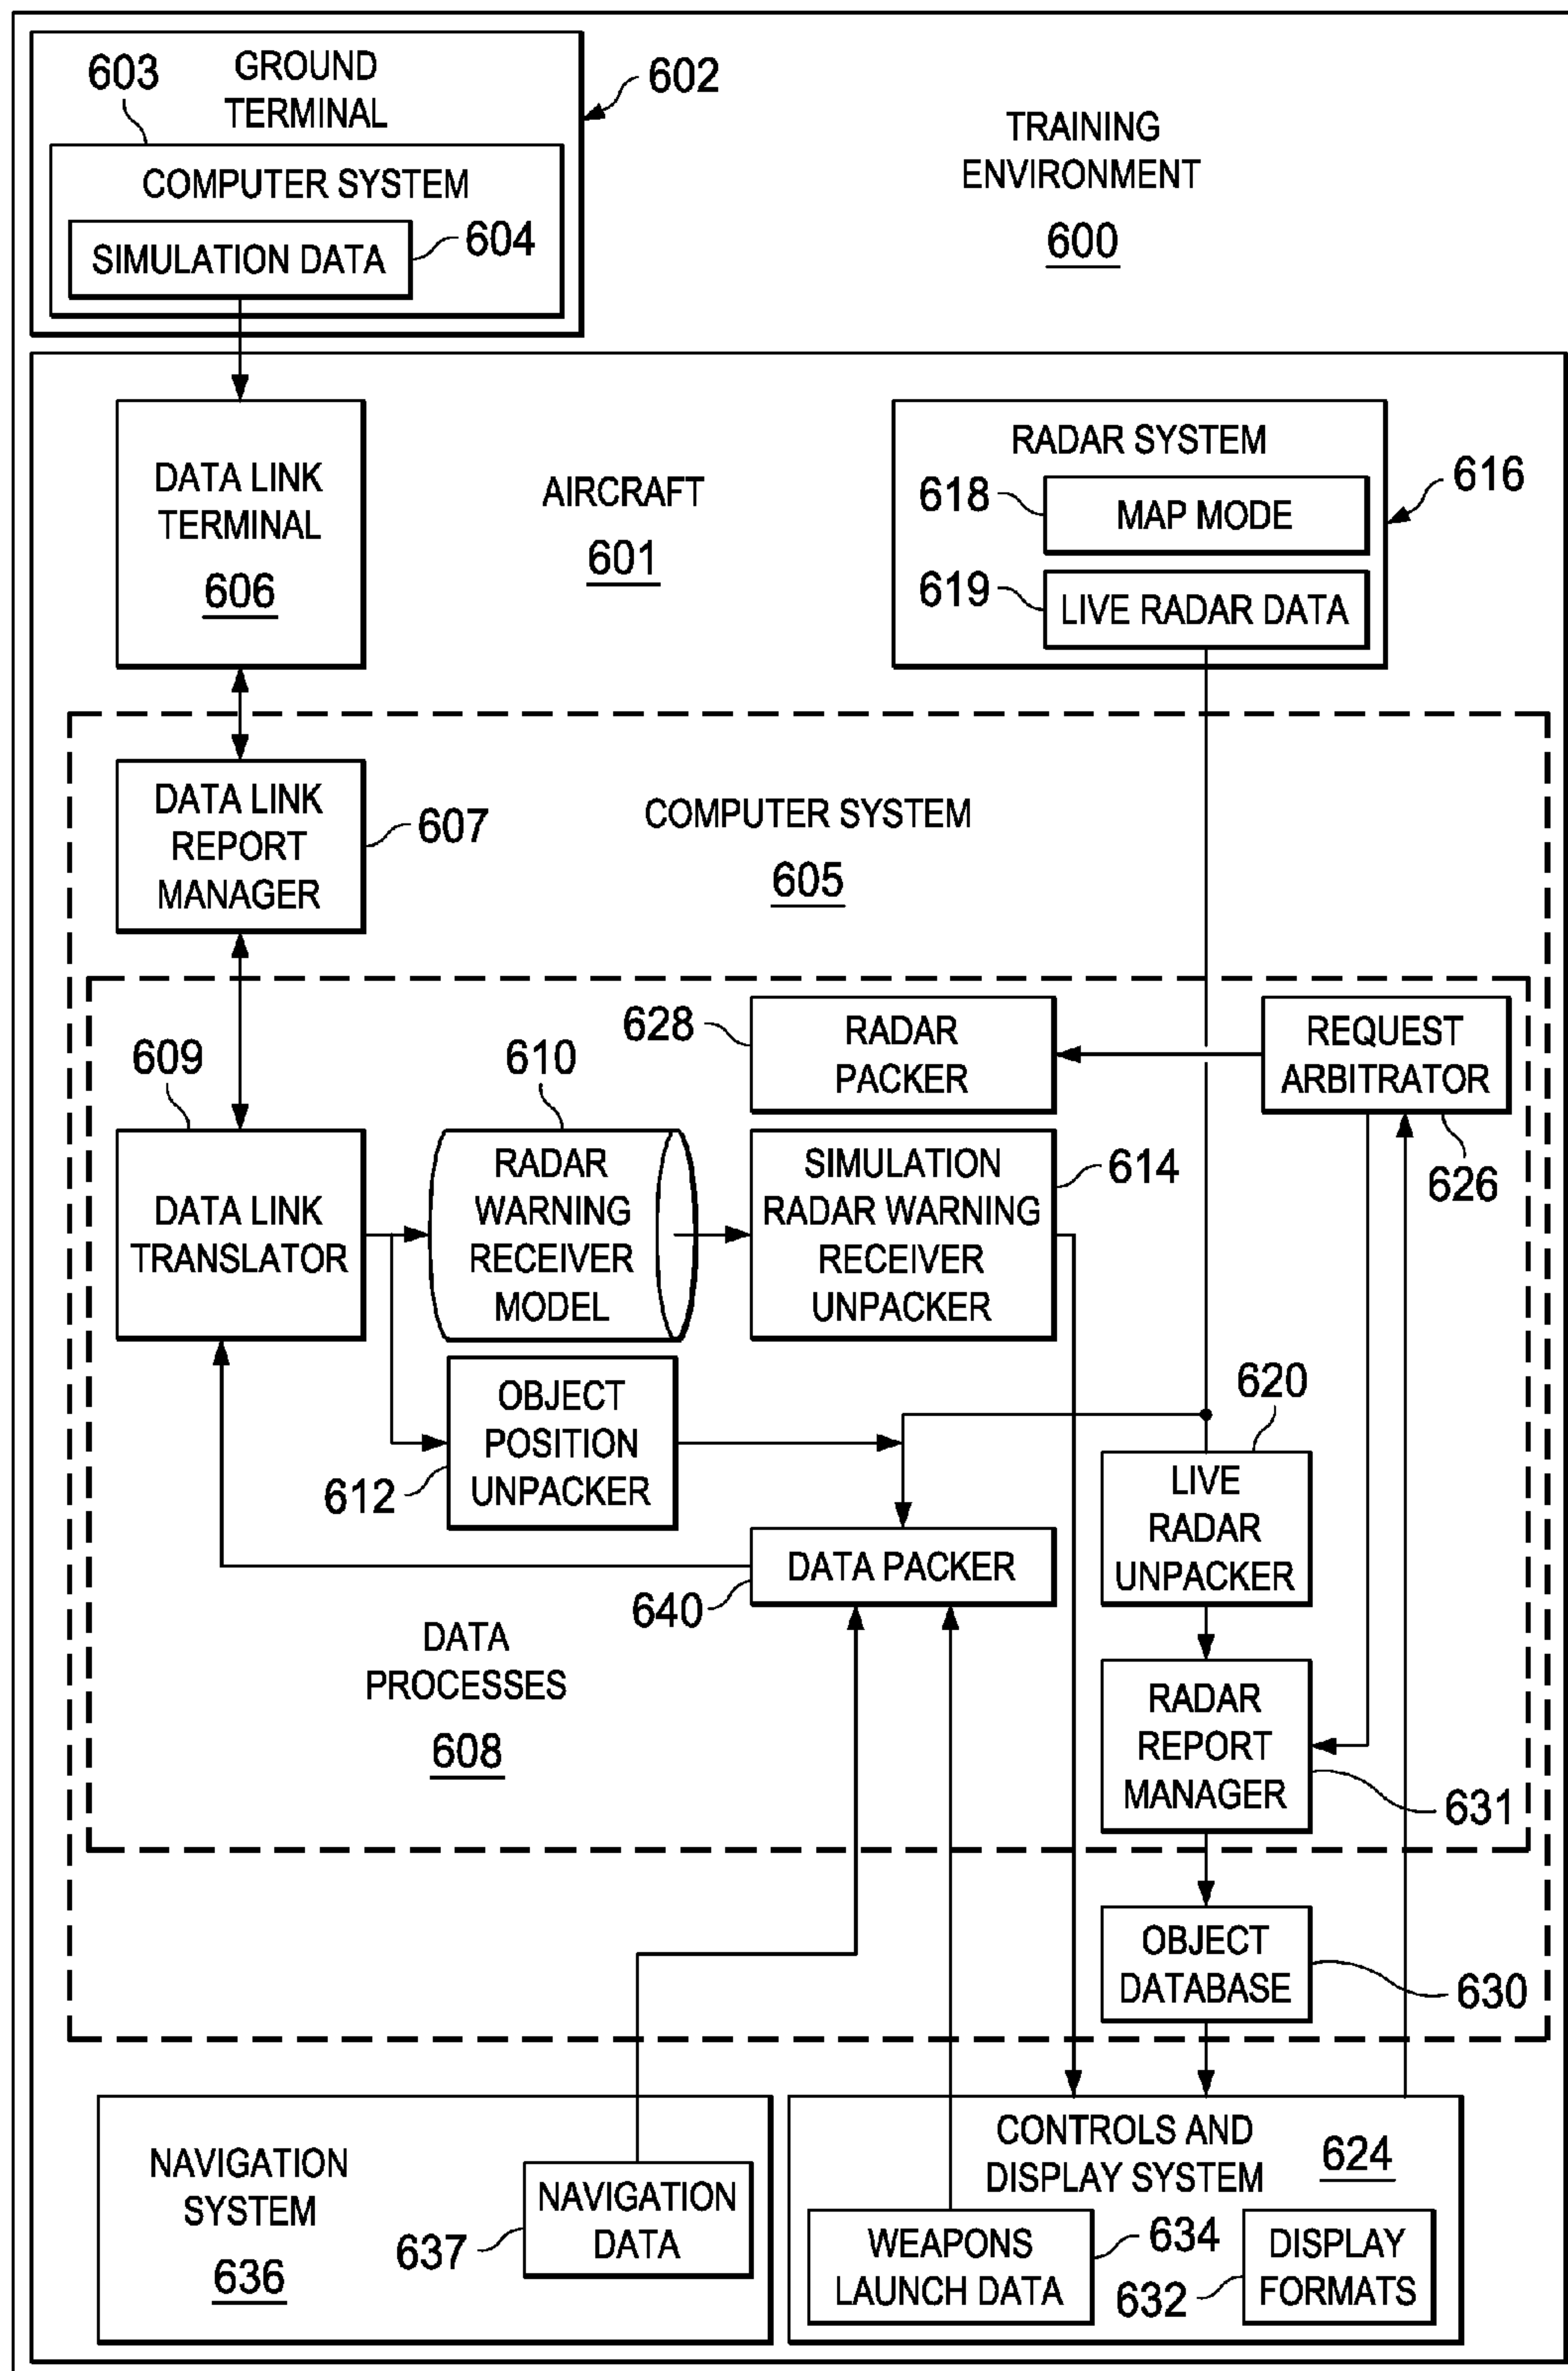 603
GROUND
TERMINAL
602
COMPUTER SYSTEM
SIMULATION DATA
604
TRAINING
ENVIRONMENT
600
DATA LINK
TERMINAL
606
AIRCRAFT
601
RADAR SYSTEM
616
618
MAP MODE
619
LIVE RADAR DATA
DATA LINK
REPORT
MANAGER
607
COMPUTER SYSTEM
605
628
RADAR
PACKER
REQUEST
ARBITRATOR
626
609
DATA LINK
TRANSLATOR
610
RADAR
WARNING
RECEIVER
MODEL
SIMULATION
RADAR WARNING
RECEIVER
UNPACKER
614
OBJECT
POSITION
UNPACKER
612
620
LIVE
RADAR
UNPACKER
DATA PACKER
640
DATA
PROCESSES
608
RADAR
REPORT
MANAGER
631
OBJECT
DATABASE
630
NAVIGATION
SYSTEM
636
NAVIGATION
DATA
637
CONTROLS AND
DISPLAY SYSTEM
624
WEAPONS
LAUNCH DATA
634
632
DISPLAY
FORMATS